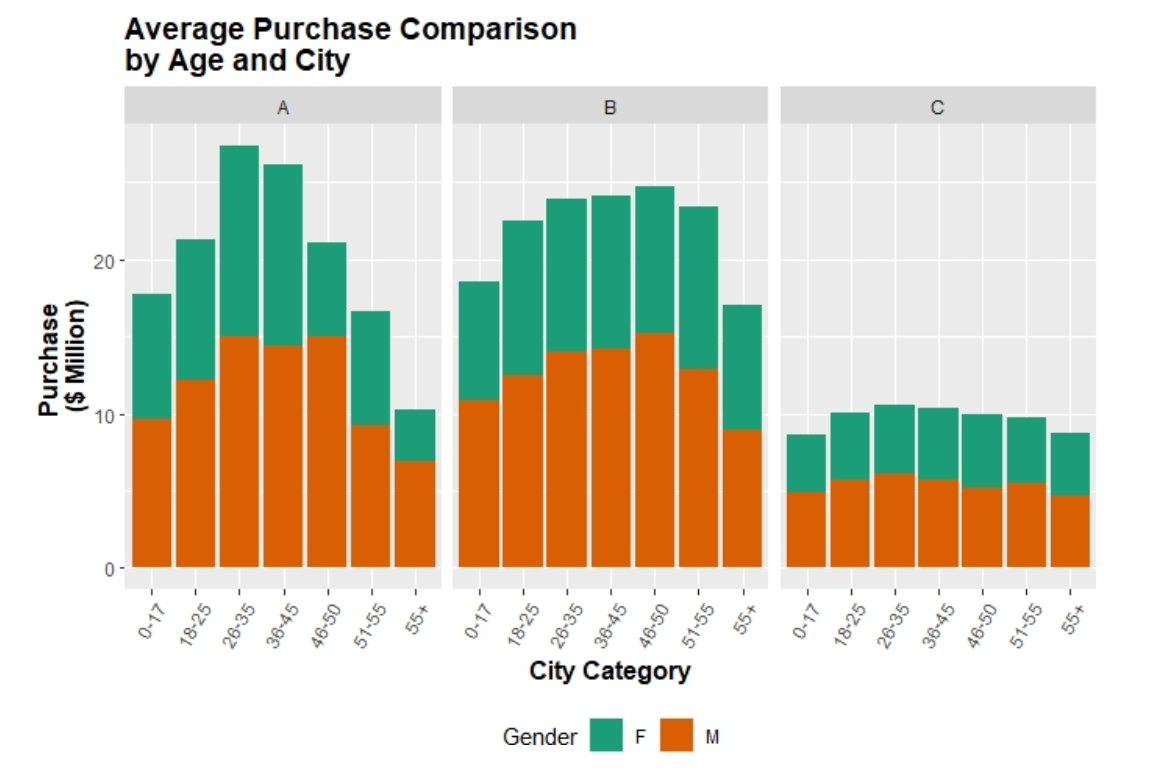 Average Purchase Comparison
by Age and City
A
B
C
Purchase
($ Million)
20
10
0
0-17
18-25
26-35
36-45
46-50
51-55
55+
0-17
18-25
26-35
36-45
46-50
51-55
55+
0-17
18-25
26-35
36-45
46-50
51-55
55+
City Category
Gender F M